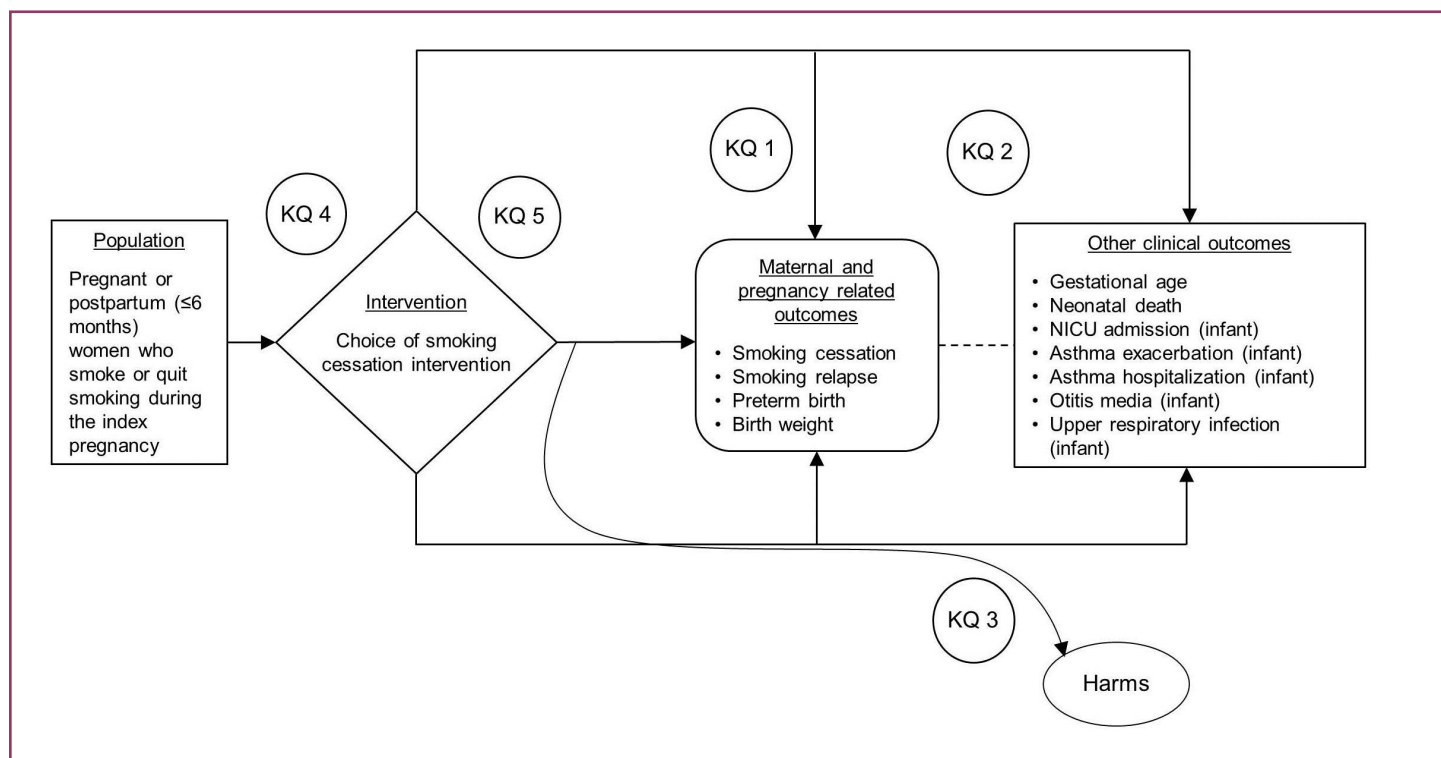 KQ 1
KQ 2
KQ 4
KQ 5
Population
Pregnant or
postpartum (≤6
months)
women who
smoke or quit
smoking during
the index
pregnancy
Intervention
Choice of smoking
cessation intervention
Maternal and
pregnancy related
outcomes
• Smoking cessation
• Smoking relapse
• Preterm birth
• Birth weight
Other clinical outcomes
• Gestational age
• Neonatal death
• NICU admission (infant)
• Asthma exacerbation (infant)
• Asthma hospitalization (infant)
• Otitis media (infant)
• Upper respiratory infection
(infant)
KQ 3
Harms